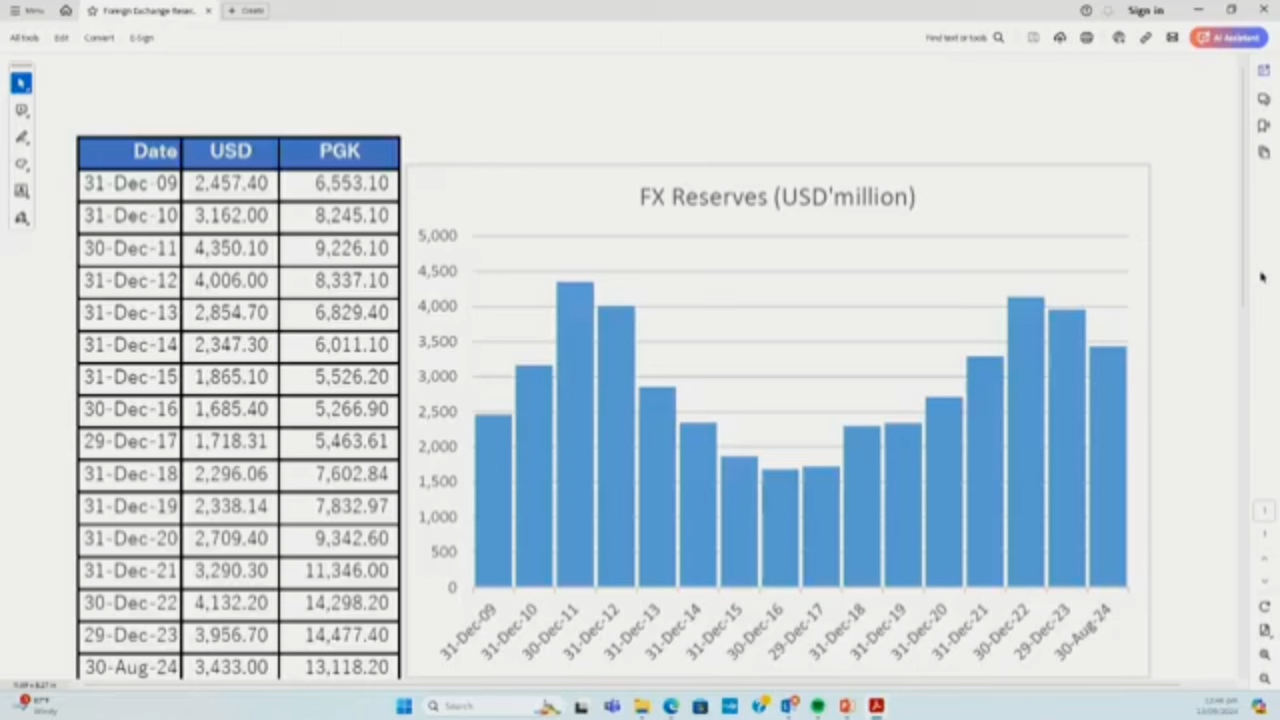 Menu
Foreign Exchange Reser...
+ Create
Sign in
All tools Edit Convert E-Sign
Find text or tools
AI Assistant
Date USD PGK
31-Dec-09 2,457.40 6,553.10
31-Dec-10 3,162.00 8,245.10
30-Dec-11 4,350.10 9,226.10
31-Dec-12 4,006.00 8,337.10
31-Dec-13 2,854.70 6,829.40
31-Dec-14 2,347.30 6,011.10
31-Dec-15 1,865.10 5,526.20
30-Dec-16 1,685.40 5,266.90
29-Dec-17 1,718.31 5,463.61
31-Dec-18 2,296.06 7,602.84
31-Dec-19 2,338.14 7,832.97
31-Dec-20 2,709.40 9,342.60
31-Dec-21 3,290.30 11,346.00
30-Dec-22 4,132.20 14,298.20
29-Dec-23 3,956.70 14,477.40
30-Aug-24 3,433.00 13,118.20
FX Reserves (USD'million)
5,000
4,500
4,000
3,500
3,000
2,500
2,000
1,500
1,000
500
0
31-Dec-09 31-Dec-10 30-Dec-11 31-Dec-12 31-Dec-13 31-Dec-14 31-Dec-15 30-Dec-16 29-Dec-17 31-Dec-18 31-Dec-19 31-Dec-20 31-Dec-21 30-Dec-22 29-Dec-23 30-Aug-24
Windy
Search